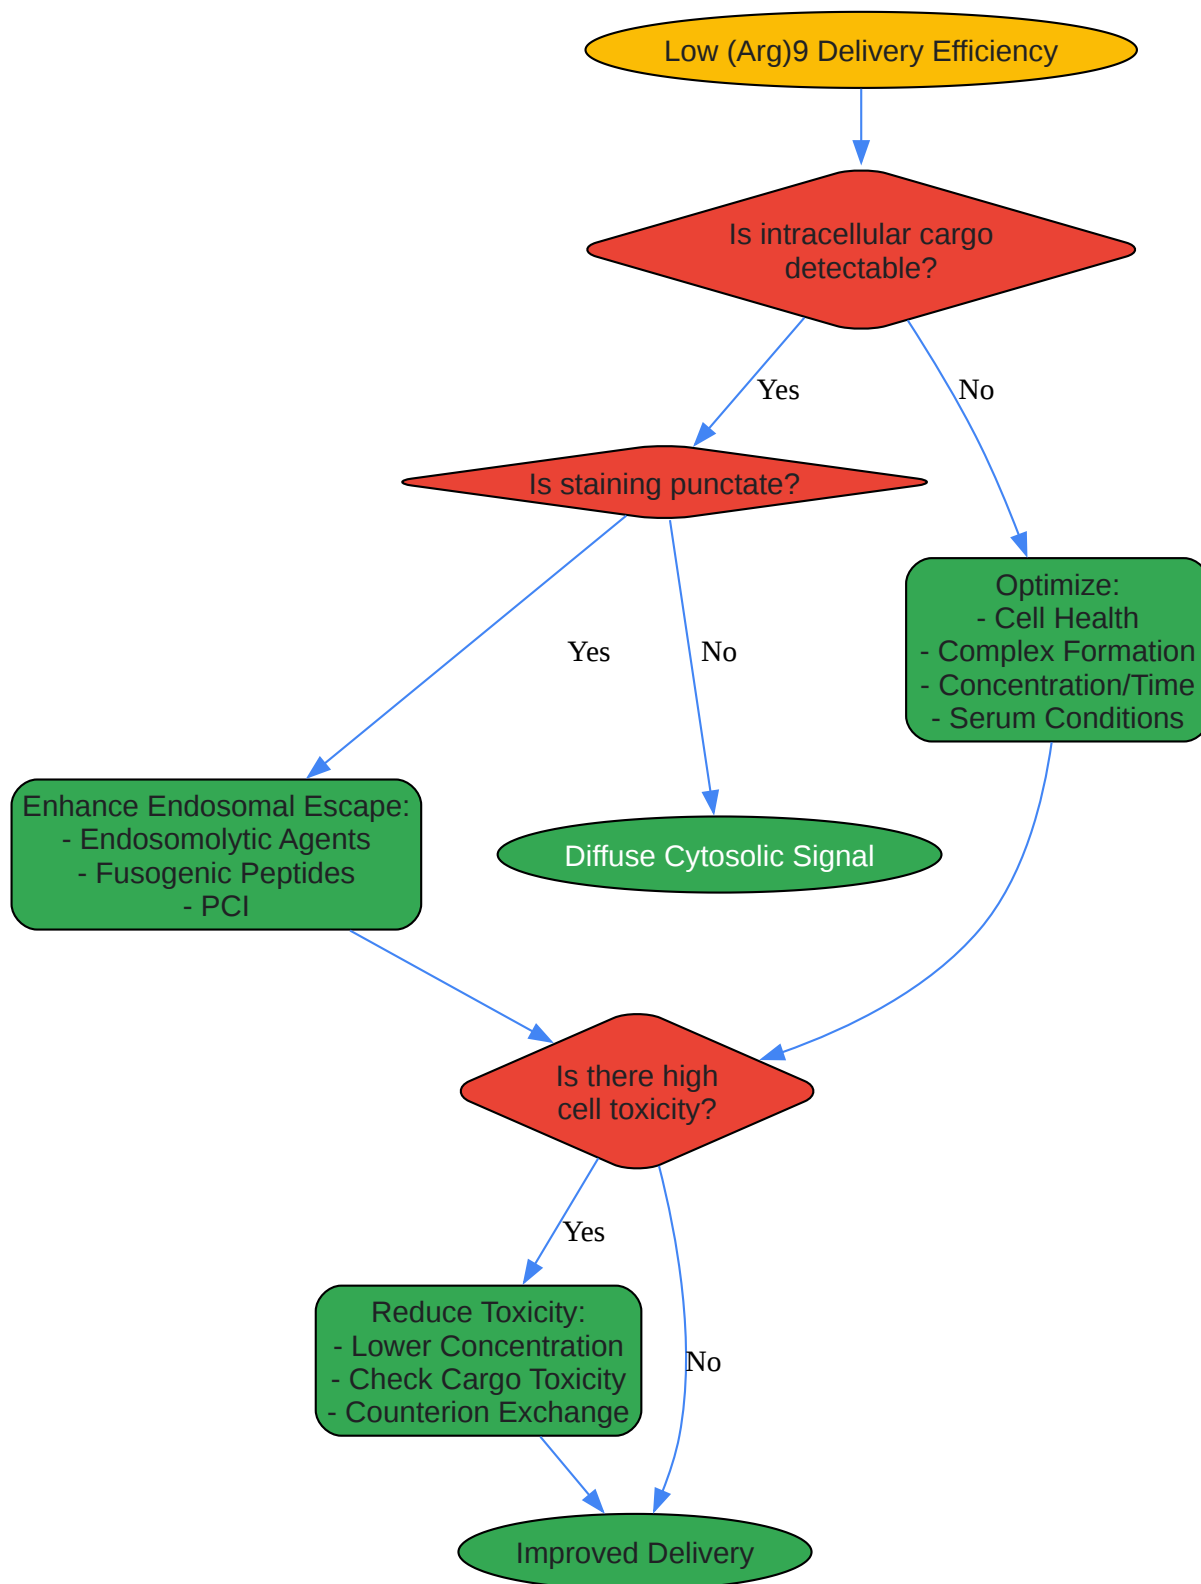 Low (Arg)9 Delivery Efficiency
Is intracellular cargo
detectable?
Yes
No
Is staining punctate?
Optimize:
- Cell Health
- Complex Formation
- Concentration/Time
- Serum Conditions
Yes
No
Enhance Endosomal Escape:
- Endosomolytic Agents
- Fusogenic Peptides
- PCI
Diffuse Cytosolic Signal
Is there high
cell toxicity?
Yes
No
Reduce Toxicity:
- Lower Concentration
- Check Cargo Toxicity
- Counterion Exchange
Improved Delivery